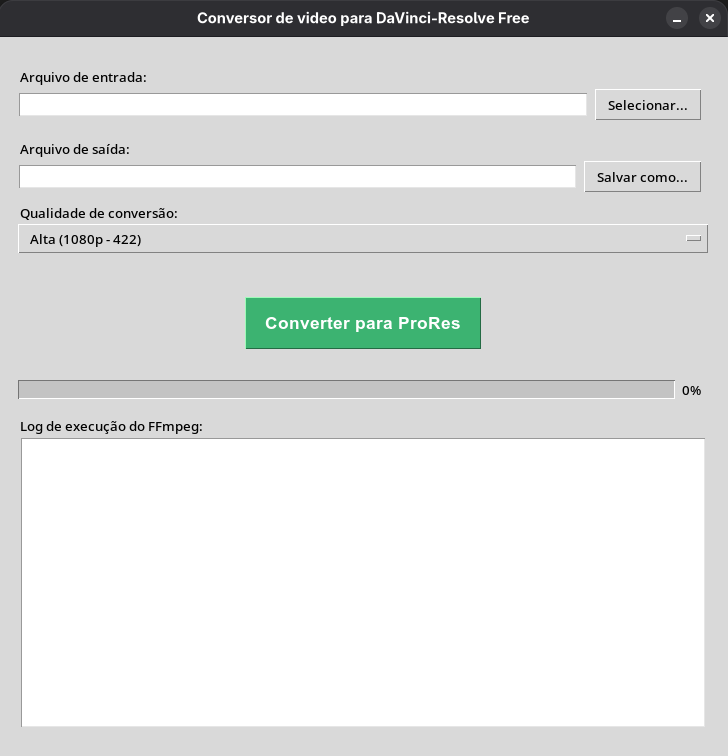 Conversor de video para DaVinci-Resolve Free
Arquivo de entrada:
Selecionar...
Arquivo de saída:
Salvar como...
Qualidade de conversão:
Alta (1080p - 422)
Converter para ProRes
0%
Log de execução do FFmpeg: